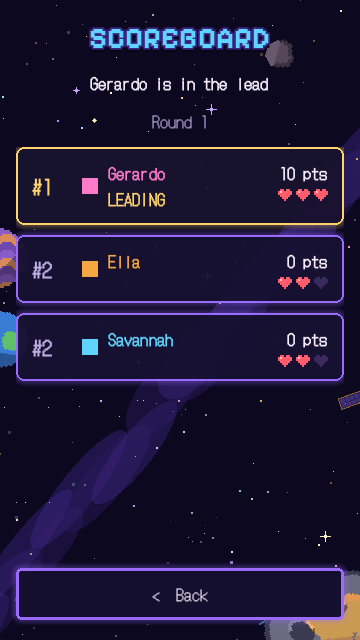 SCOREBOARD
Gerardo is in the lead
Round 1
#1
Gerardo
LEADING
10 pts
#2
Ella
0 pts
#2
Savannah
0 pts
< Back